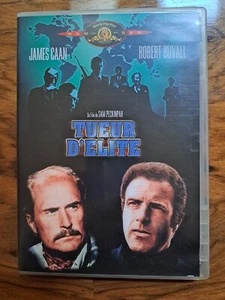 JAMES CAAN
ROBERT DUVALL
Un film de SAM PECKINPAH
TUEUR
D'ELITE